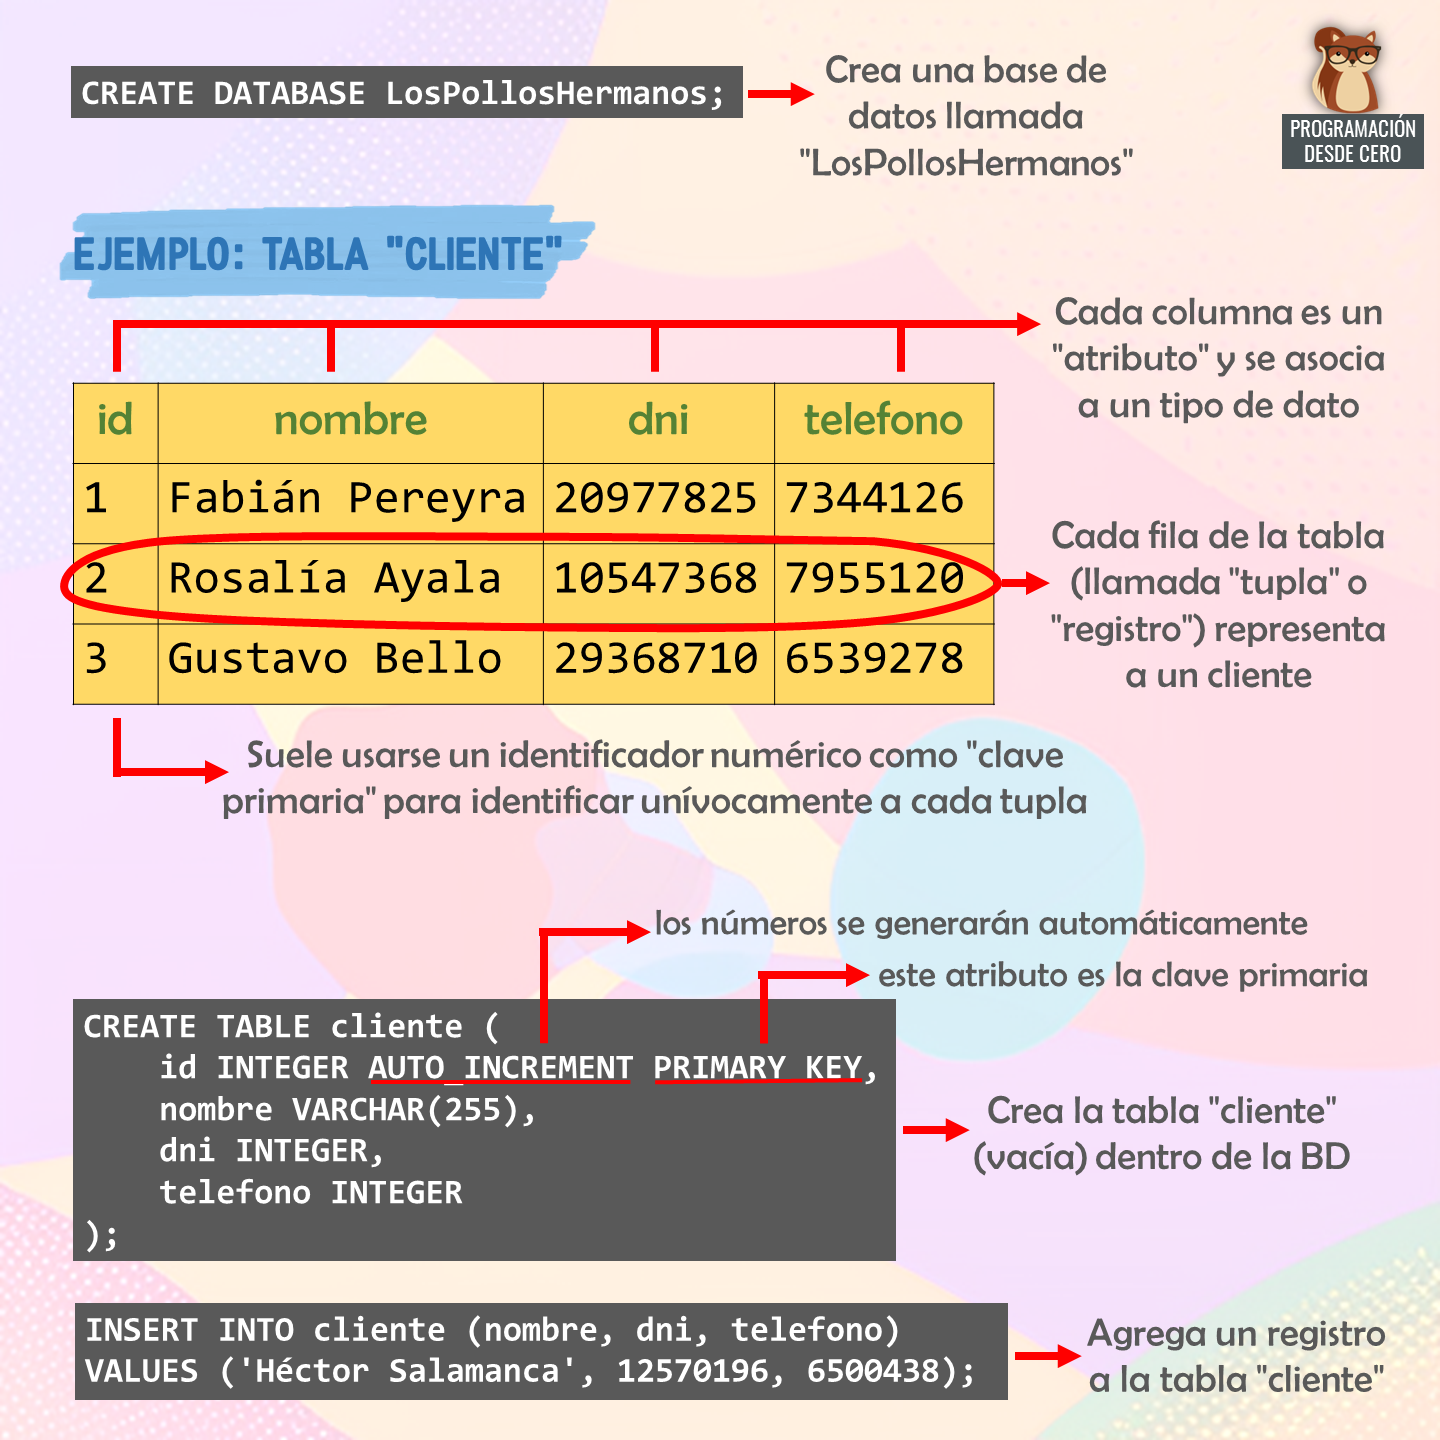 CREATE DATABASE LosPollosHermanos;
Crea una base de
datos llamada
"LosPollosHermanos"
PROGRAMACIÓN
DESDE CERO
EJEMPLO: TABLA "CLIENTE"
Cada columna es un
"atributo" y se asocia
a un tipo de dato
id nombre dni telefono
1 Fabián Pereyra 20977825 7344126
2 Rosalía Ayala 10547368 7955120
3 Gustavo Bello 29368710 6539278
Cada fila de la tabla
(llamada "tupla" o
"registro") representa
a un cliente
Suele usarse un identificador numérico como "clave
primaria" para identificar unívocamente a cada tupla
los números se generarán automáticamente
este atributo es la clave primaria
CREATE TABLE cliente (
id INTEGER AUTO_INCREMENT PRIMARY KEY,
nombre VARCHAR(255),
dni INTEGER,
telefono INTEGER
);
Crea la tabla "cliente"
(vacía) dentro de la BD
INSERT INTO cliente (nombre, dni, telefono)
VALUES ('Héctor Salamanca', 12570196, 6500438);
Agrega un registro
a la tabla "cliente"